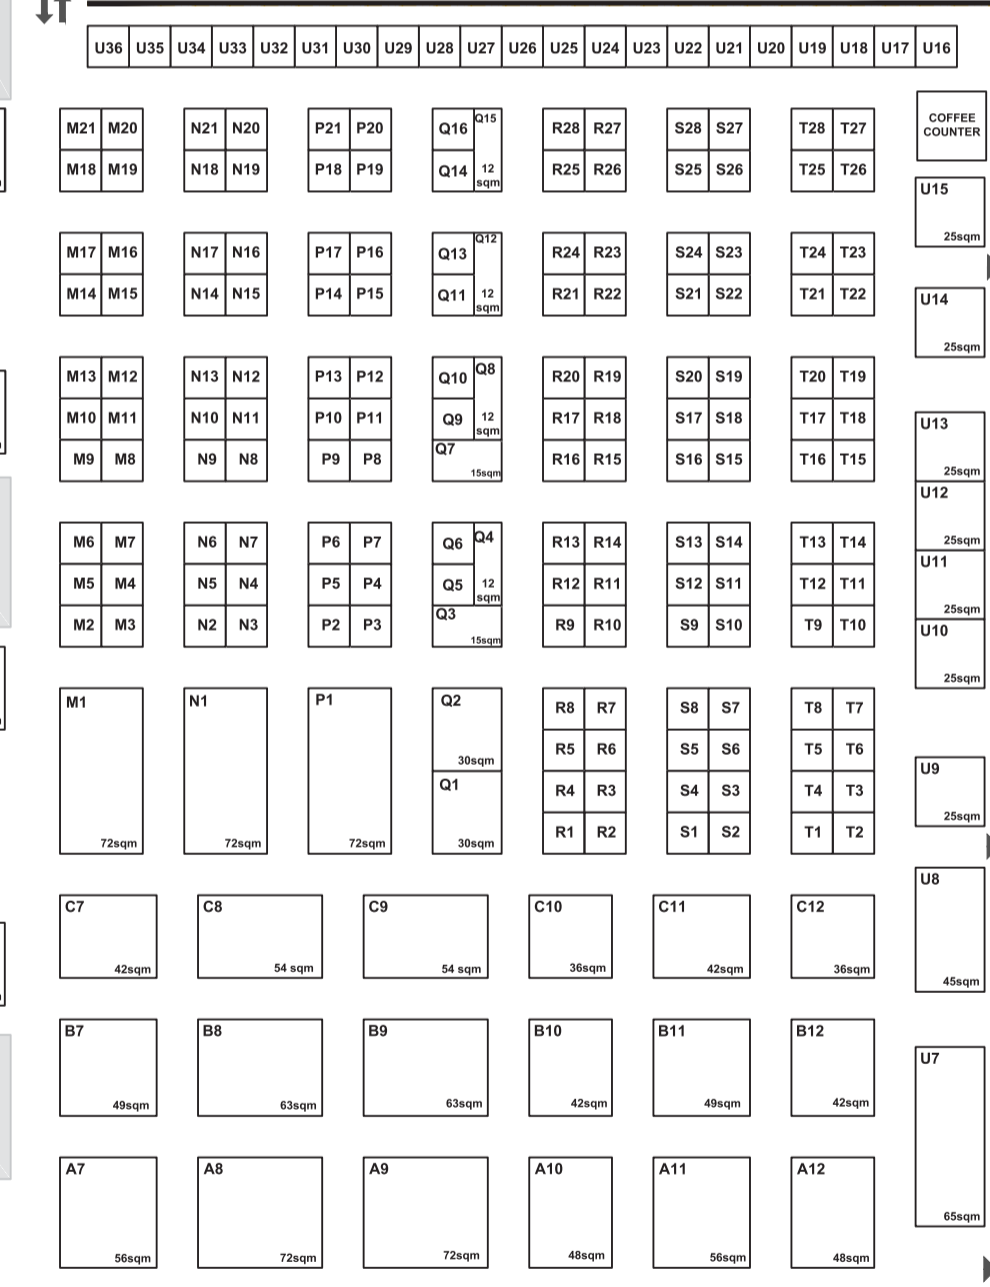 U36 U35 U34 U33 U32 U31 U30 U29 U28 U27 U26 U25 U24 U23 U22 U21 U20 U19 U18 U17 U16
COFFEE
COUNTER
M21 M20 N21 N20 P21 P20 Q16 Q15 R28 R27 S28 S27 T28 T27
M18 M19 N18 N19 P18 P19 Q14 12 sqm R25 R26 S25 S26 T25 T26
U15
25sqm
M17 M16 N17 N16 P17 P16 Q13 Q12 R24 R23 S24 S23 T24 T23
M14 M15 N14 N15 P14 P15 Q11 12 sqm R21 R22 S21 S22 T21 T22
U14
25sqm
M13 M12 N13 N12 P13 P12 Q10 Q8 R20 R19 S20 S19 T20 T19
M10 M11 N10 N11 P10 P11 Q9 12 sqm R17 R18 S17 S18 T17 T18
U13
25sqm
M9 M8 N9 N8 P9 P8 Q7 15sqm R16 R15 S16 S15 T16 T15
U12
25sqm
M6 M7 N6 N7 P6 P7 Q6 Q4 R13 R14 S13 S14 T13 T14
U11
25sqm
M5 M4 N5 N4 P5 P4 Q5 12 sqm R12 R11 S12 S11 T12 T11
M2 M3 N2 N3 P2 P3 Q3 15sqm R9 R10 S9 S10 T9 T10
U10
25sqm
M1 N1 P1 Q2 R8 R7 S8 S7 T8 T7
30sqm R5 R6 S5 S6 T5 T6
U9
25sqm
Q1 R4 R3 S4 S3 T4 T3
72sqm 72sqm 72sqm 30sqm R1 R2 S1 S2 T1 T2
U8
45sqm
C7 C8 C9 C10 C11 C12
42sqm 54 sqm 54 sqm 36sqm 42sqm 36sqm
B7 B8 B9 B10 B11 B12
49sqm 63sqm 63sqm 42sqm 49sqm 42sqm
U7
65sqm
A7 A8 A9 A10 A11 A12
56sqm 72sqm 72sqm 48sqm 56sqm 48sqm